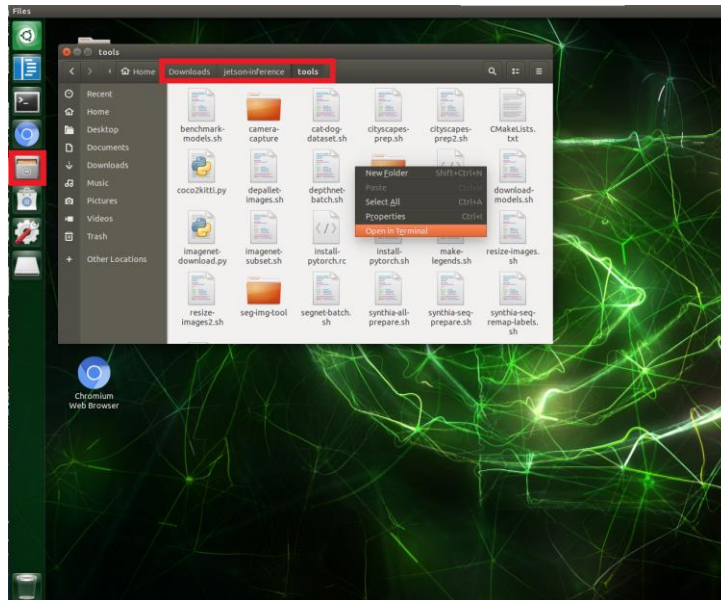 Files
tools
Home Downloads jetson-inference tools
Recent
Home
Desktop
Documents
Downloads
Music
Pictures
Videos
Trash
Other Locations
benchmark-
models.sh
camera-
capture
cat-dog-
dataset.sh
cityscapes-
prep.sh
cityscapes-
prep2.sh
CMakeLists.
txt
coco2kitti.py
depallet-
images.sh
depthnet-
batch.sh
download-
models.sh
imagenet-
download.py
imagenet-
subset.sh
install-
pytorch.rc
install-
pytorch.sh
make-
legends.sh
resize-images.
sh
resize-
images2.sh
seg-img-tool
segnet-batch.
sh
synthia-all-
prepare.sh
synthia-seq-
prepare.sh
synthia-seq-
remap-labels.
sh
New Folder Shift+Ctrl+N
Paste
Select All Ctrl+A
Properties Ctrl+I
Open in Terminal
Chromium
Web Browser